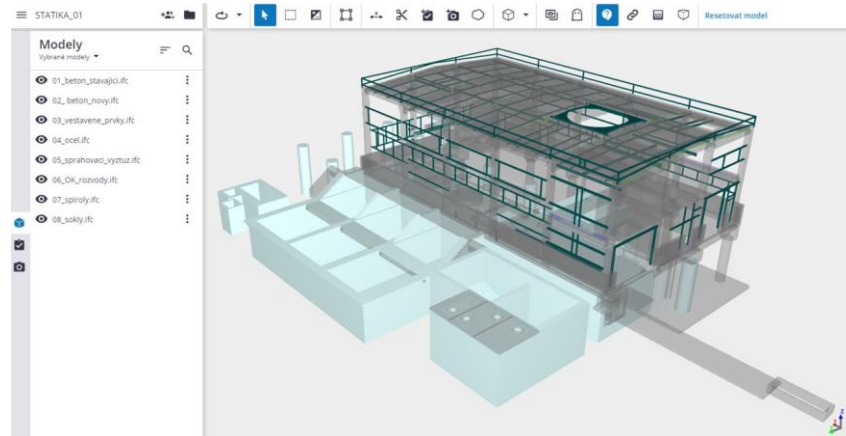 STATIKA_01
Resetovat model
Modely
Vybrané modely
01_beton_stavajici.ifc
02_ beton_novy.ifc
03_vestavene_prvky.ifc
04_ocel.ifc
05_sprahovaci_vyztuz.ifc
06_OK_rozvody.ifc
07_spiroly.ifc
08_sokly.ifc